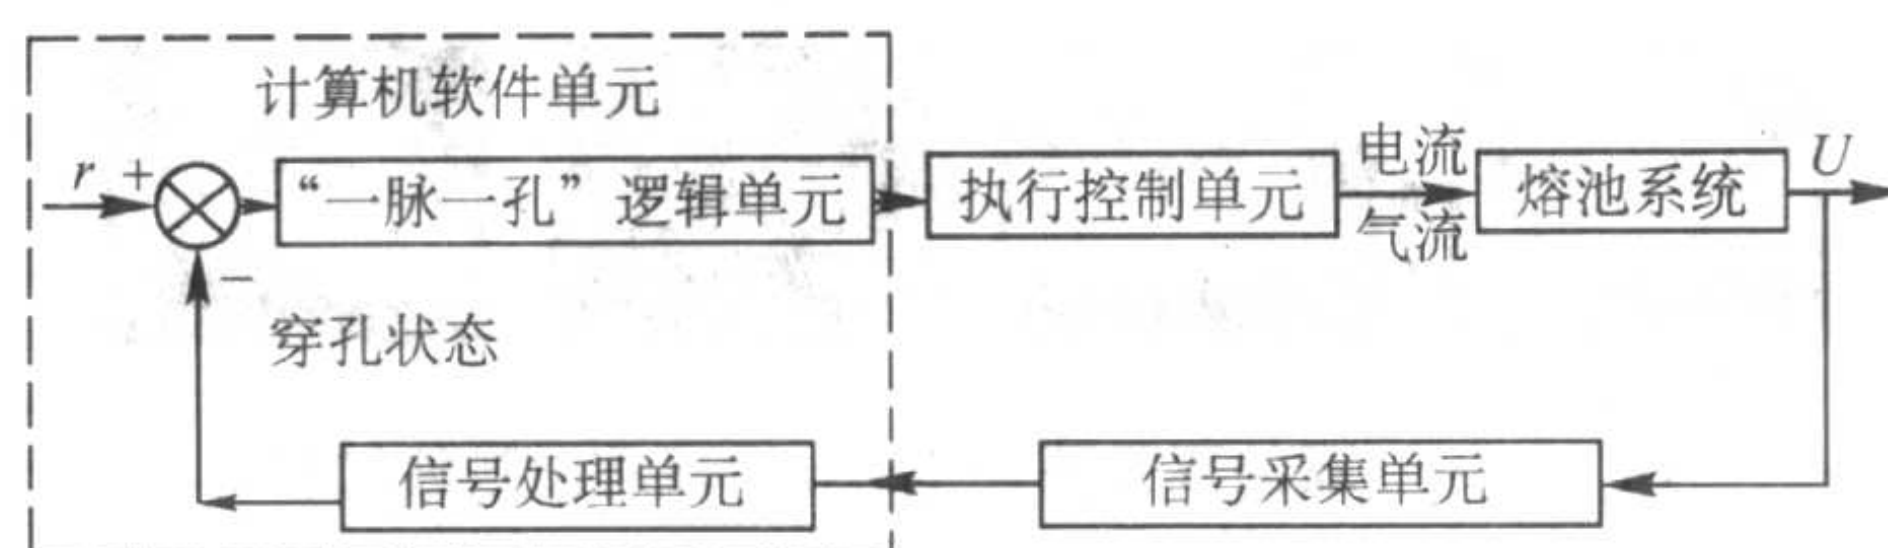 计算机软件单元
r + “一脉一孔”逻辑单元 执行控制单元 电流 熔池系统 U
气流
−
穿孔状态
信号处理单元 信号采集单元